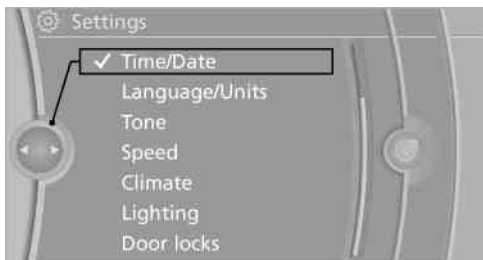 Settings
Time/Date
Language/Units
Tone
Speed
Climate
Lighting
Door locks